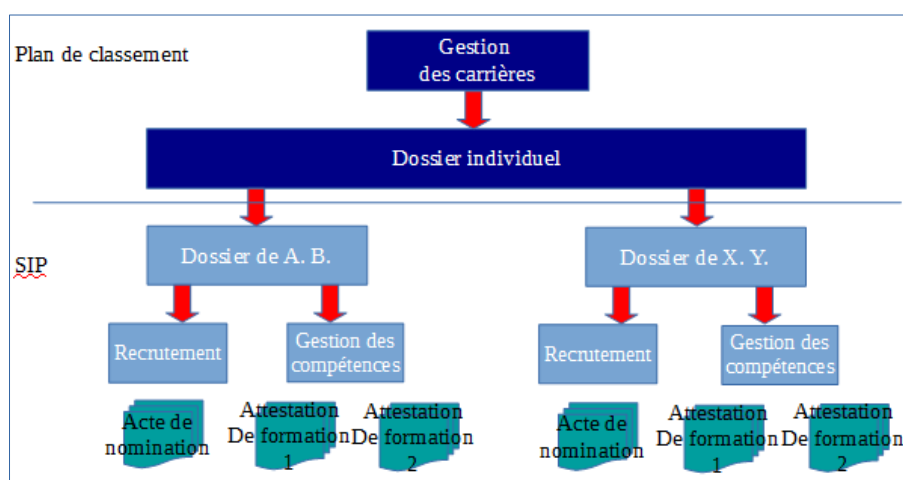 Plan de classement
Gestion
des carrières
Dossier individuel
SIP
Dossier de A. B.
Dossier de X. Y.
Recrutement
Gestion des
compétences
Recrutement
Gestion des
compétences
Acte de
nomination
Attestation
De formation
1
Attestation
De formation
2
Acte de
nomination
Attestation
De formation
1
Attestation
De formation
2